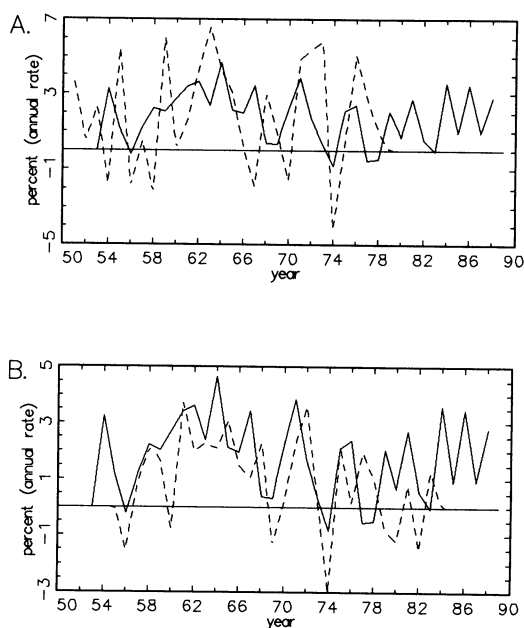 A.
percent (annual rate)
7
3
-1
-5
50 54 58 62 66 70 74 78 82 86 90
year
B.
percent (annual rate)
5
3
1
-1
-3
50 54 58 62 66 70 74 78 82 86 90
year